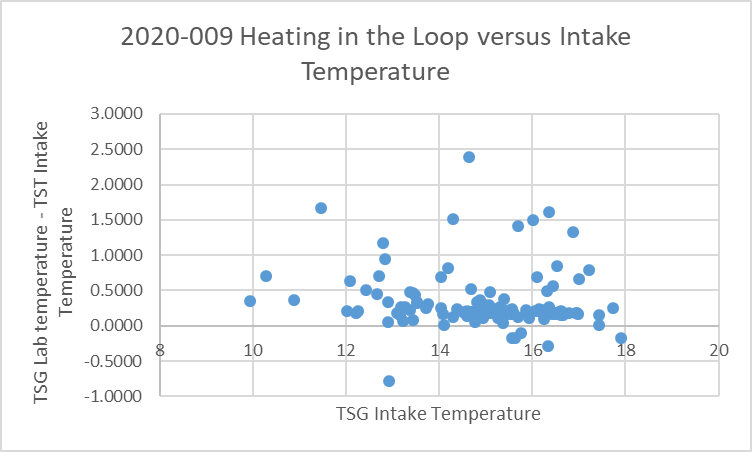 2020-009 Heating in the Loop versus Intake
Temperature
TSG Lab temperature - TST Intake
Temperature
3.0000
2.5000
2.0000
1.5000
1.0000
0.5000
0.0000
-0.5000
-1.0000
8 10 12 14 16 18 20
TSG Intake Temperature